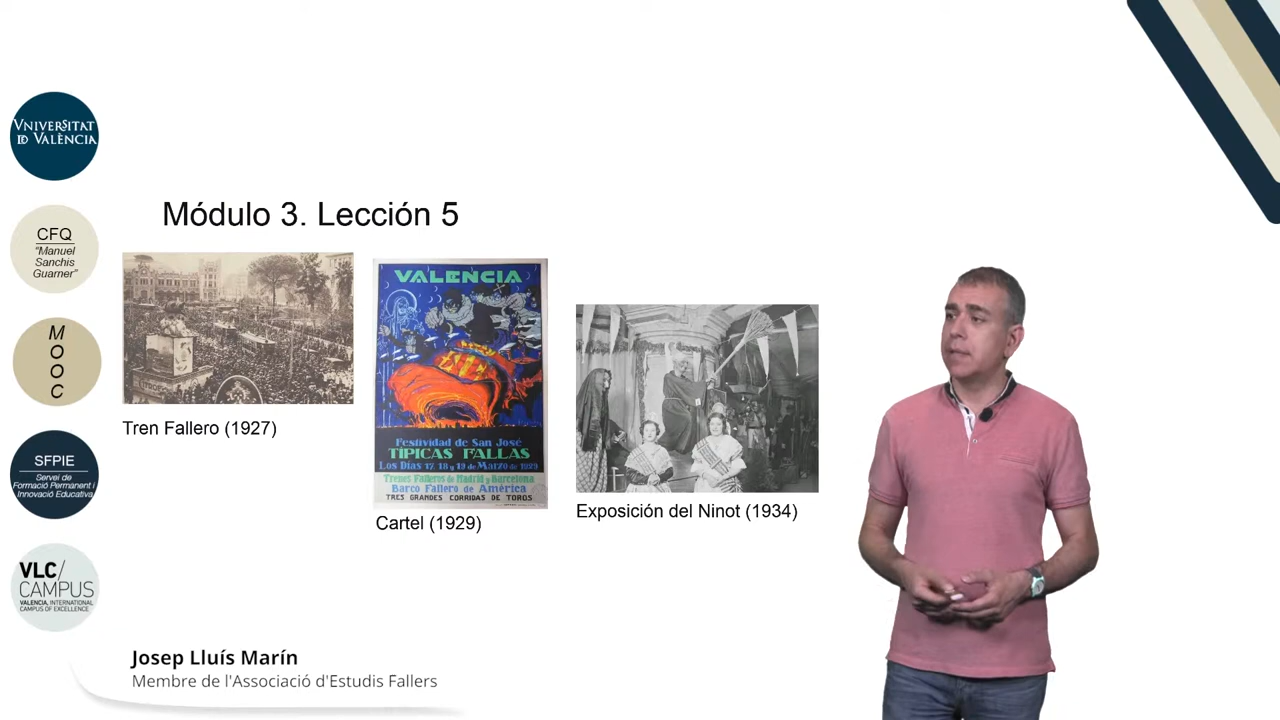 VNIVERSITAT
D VALÈNCIA
CFQ
"Manuel
Sanchis
Guarner"
M
O
O
C
SFPIE
Servei de
Formació Permanent i
Innovació Educativa
VLC/
CAMPUS
VALENCIA, INTERNATIONAL
CAMPUS OF EXCELLENCE
Módulo 3. Lección 5
Tren Fallero (1927)
VALENCIA
Festividad de San José
TÍPICAS FALLAS
Los Días 17, 18 y 19 de Marzo de 1929
Trenes Falleros de Madrid y Barcelona
Barco Fallero de América
TRES GRANDES CORRIDAS DE TOROS
Cartel (1929)
Exposición del Ninot (1934)
Josep Lluís Marín
Membre de l'Associació d'Estudis Fallers